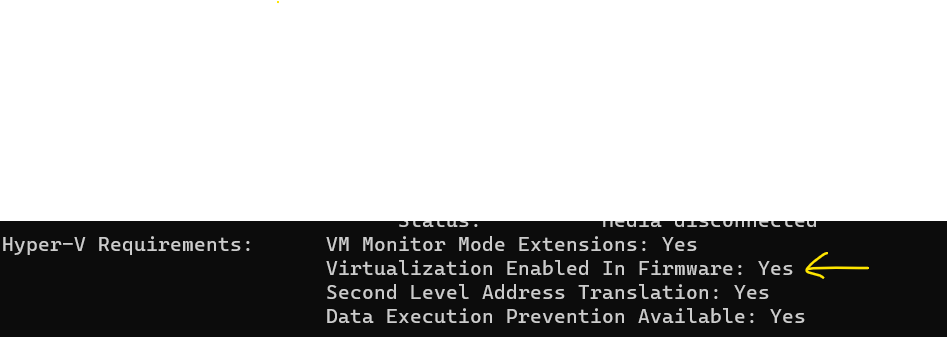 Status: Media disconnected
Hyper-V Requirements: VM Monitor Mode Extensions: Yes
Virtualization Enabled In Firmware: Yes
Second Level Address Translation: Yes
Data Execution Prevention Available: Yes